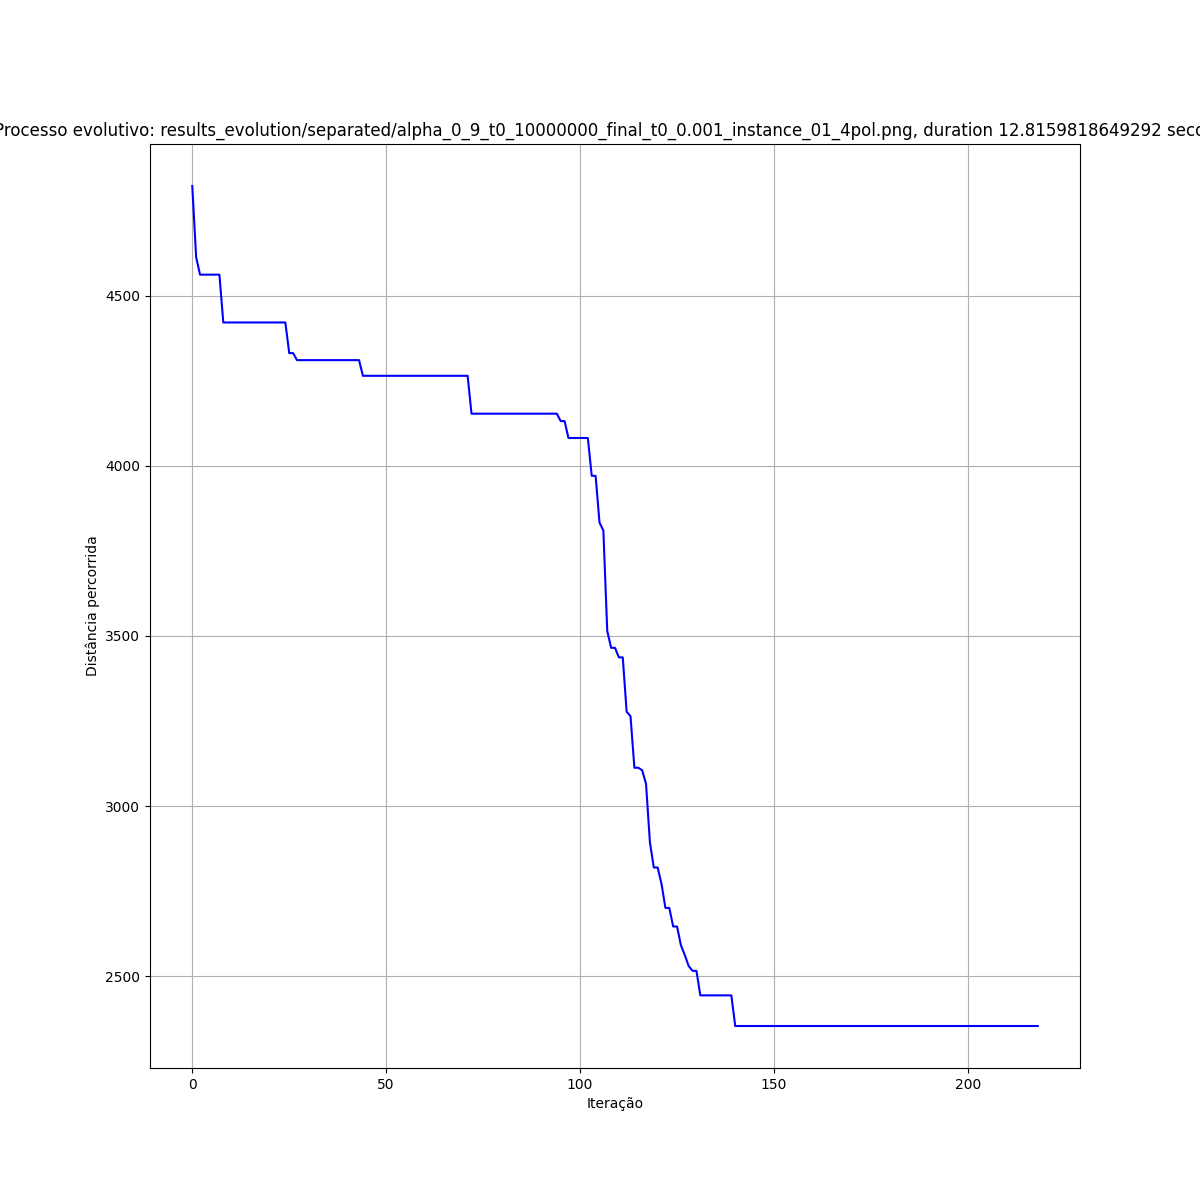 Processo evolutivo: results_evolution/separated/alpha_0_9_t0_10000000_final_t0_0.001_instance_01_4pol.png, duration 12.8159818649292
4500
4000
3500
3000
2500
Distância percorrida
0 50 100 150 200
Iteração